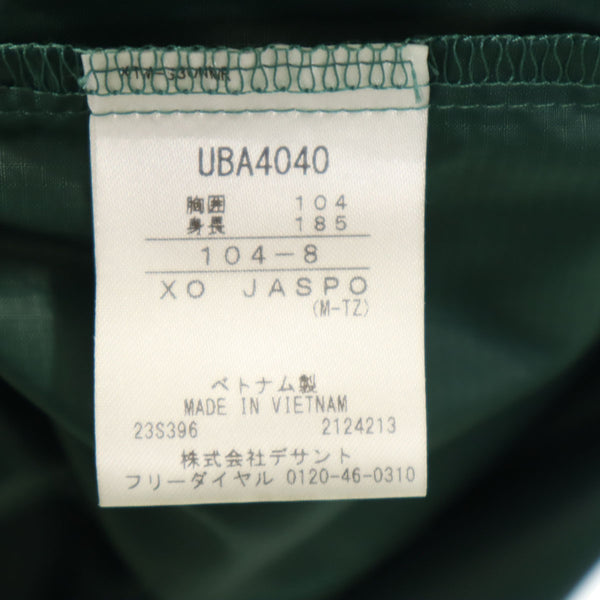 UBA4040
胸囲 104
身長 185
104-8
XO JASPO
(M-TZ)
ベトナム製
MADE IN VIETNAM
23S396 2124213
株式会社デサント
フリーダイヤル 0120-46-0310